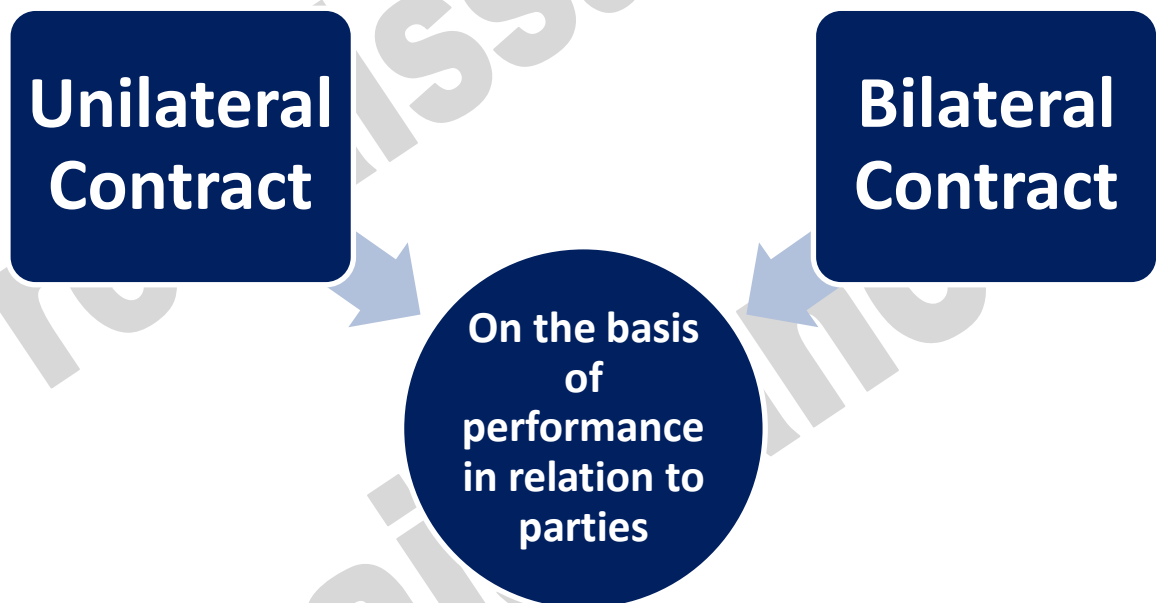 Unilateral
Contract
Bilateral
Contract
On the basis
of
performance
in relation to
parties